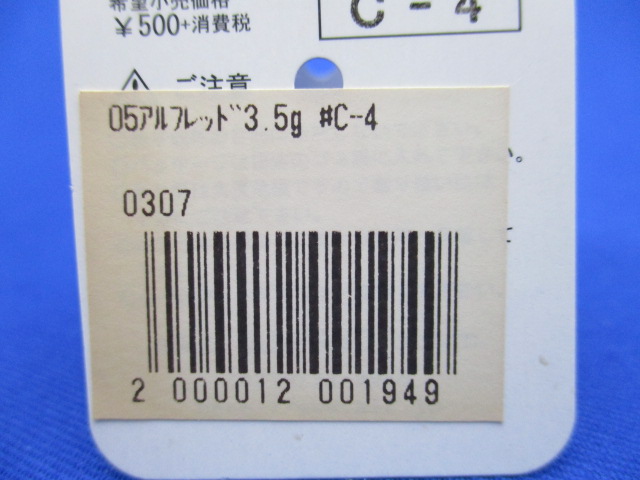 希望小売価格
¥500+消費税
C-4
ご注意
05アルフレッド3.5g #C-4
い。
0307
2 000012 001949